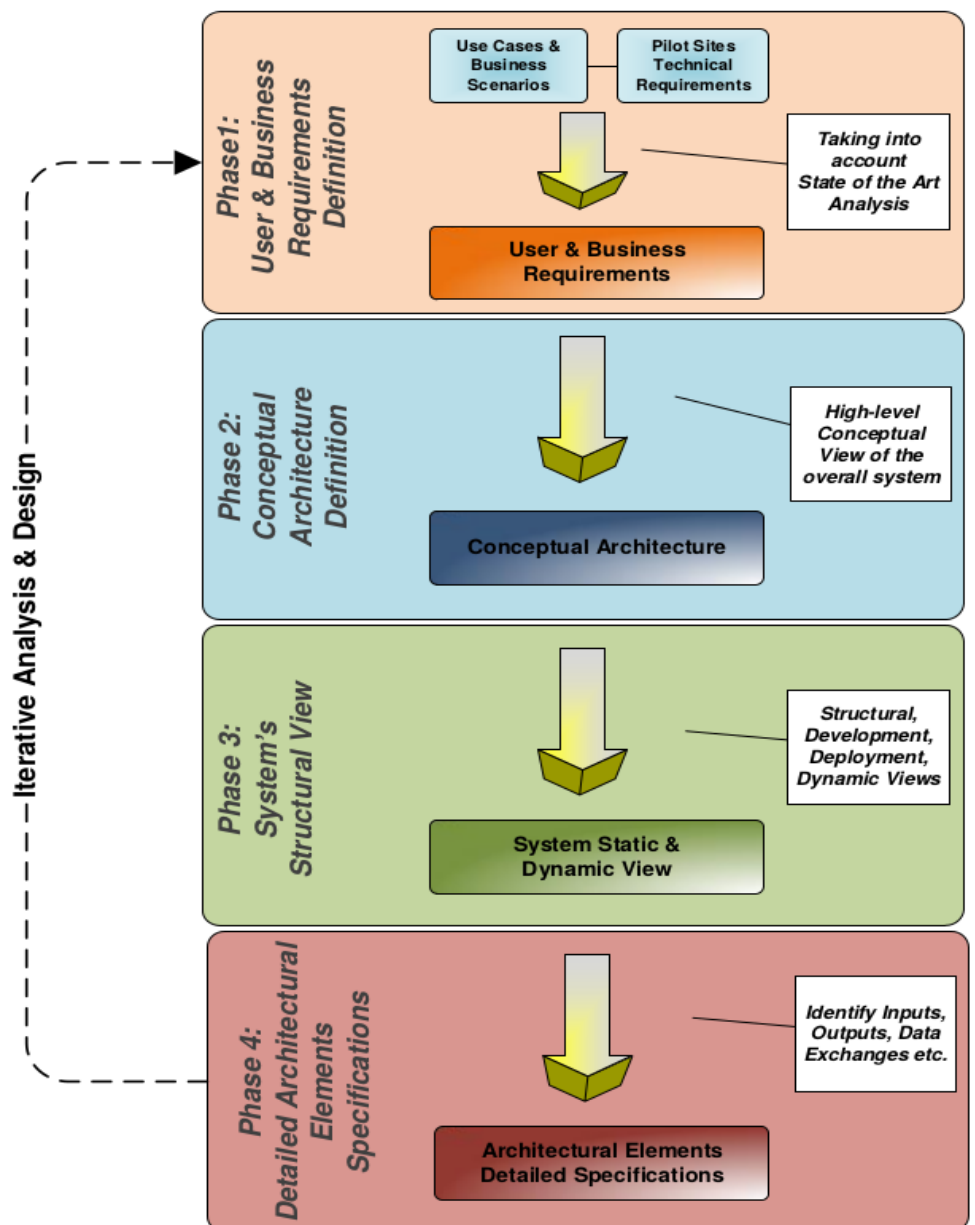 Iterative Analysis & Design
Phase1:
User & Business
Requirements
Definition
Use Cases &
Business
Scenarios
Pilot Sites
Technical
Requirements
Taking into
account
State of the Art
Analysis
User & Business
Requirements
Phase 2:
Conceptual
Architecture
Definition
High-level
Conceptual
View of the
overall system
Conceptual Architecture
Phase 3:
System's
Structural View
Structural,
Development,
Deployment,
Dynamic Views
System Static &
Dynamic View
Phase 4:
Detailed Architectural
Elements
Specifications
Identify Inputs,
Outputs, Data
Exchanges etc.
Architectural Elements
Detailed Specifications